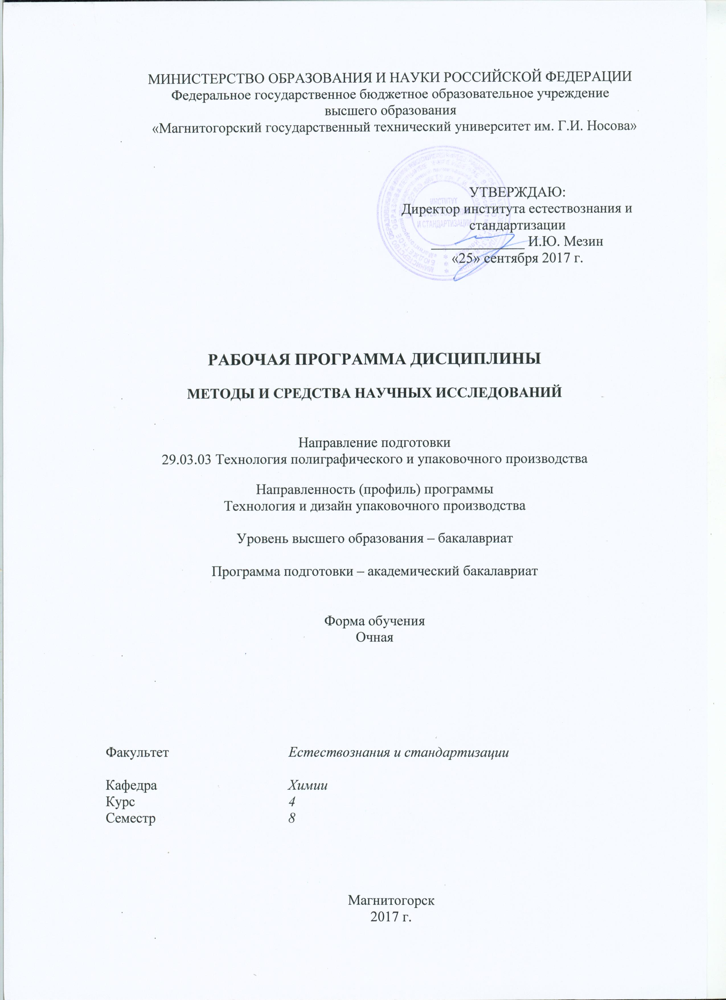 МИНИСТЕРСТВО ОБРАЗОВАНИЯ И НАУКИ РОССИЙСКОЙ ФЕДЕРАЦИИ
Федеральное государственное бюджетное образовательное учреждение
высшего образования
«Магнитогорский государственный технический университет им. Г.И. Носова»
ИНСТИТУТ
ЕСТЕСТВОЗНАНИЯ
И СТАНДАРТИЗАЦИИ
УТВЕРЖДАЮ:
Директор института естествознания и
стандартизации
_____________ И.Ю. Мезин
«25» сентября 2017 г.
РАБОЧАЯ ПРОГРАММА ДИСЦИПЛИНЫ
МЕТОДЫ И СРЕДСТВА НАУЧНЫХ ИССЛЕДОВАНИЙ
Направление подготовки
29.03.03 Технология полиграфического и упаковочного производства
Направленность (профиль) программы
Технология и дизайн упаковочного производства
Уровень высшего образования – бакалавриат
Программа подготовки – академический бакалавриат
Форма обучения
Очная
Факультет Естествознания и стандартизации
Кафедра Химии
Курс 4
Семестр 8
Магнитогорск
2017 г.